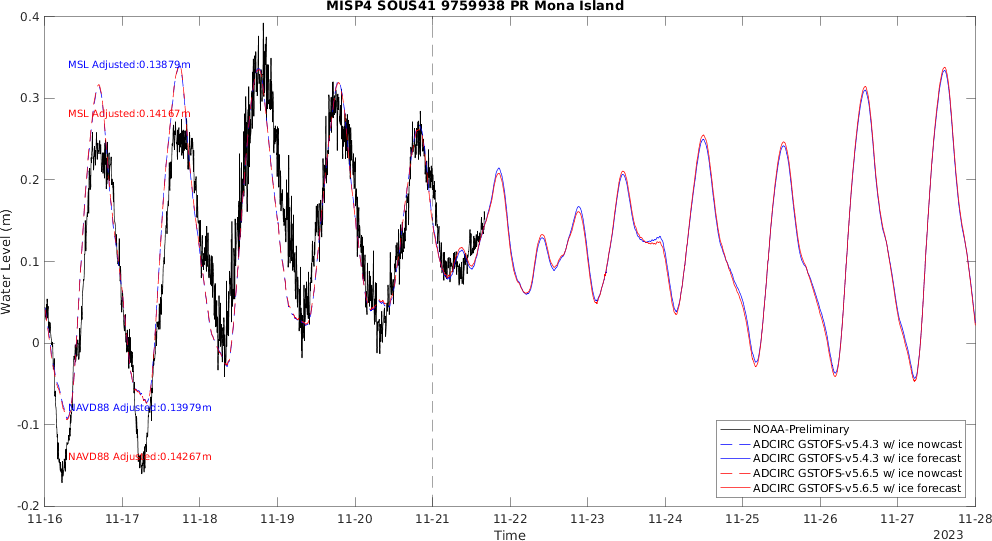 MISP4 SOUS41 9759938 PR Mona Island
Water Level (m)
0.4
0.3
0.2
0.1
0
-0.1
-0.2
MSL Adjusted:0.13879m
MSL Adjusted:0.14167m
NAVD88 Adjusted:0.13979m
NAVD88 Adjusted:0.14267m
NOAA-Preliminary
ADCIRC GSTOFS-v5.4.3 w/ ice nowcast
ADCIRC GSTOFS-v5.4.3 w/ ice forecast
ADCIRC GSTOFS-v5.6.5 w/ ice nowcast
ADCIRC GSTOFS-v5.6.5 w/ ice forecast
11-16 11-17 11-18 11-19 11-20 11-21 11-22 11-23 11-24 11-25 11-26 11-27 11-28
Time
2023